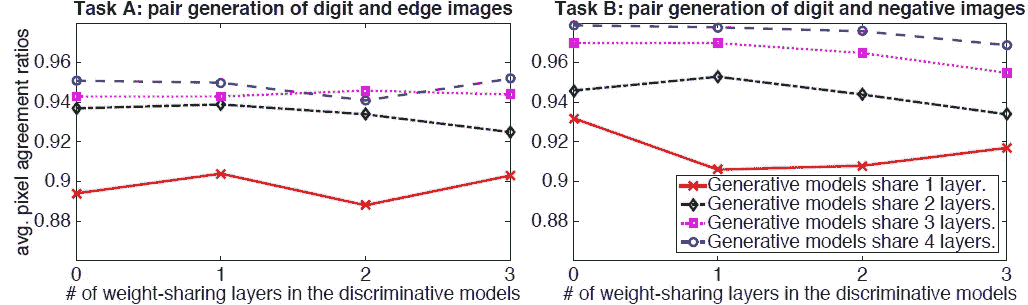 Task A: pair generation of digit and edge images
avg. pixel agreement ratios
0.96
0.94
0.92
0.9
0.88
0 1 2 3
# of weight-sharing layers in the discriminative models
Task B: pair generation of digit and negative images
0.96
0.94
0.92
0.9
0.88
Generative models share 1 layer.
Generative models share 2 layers.
Generative models share 3 layers.
Generative models share 4 layers.
0 1 2 3
# of weight-sharing layers in the discriminative models